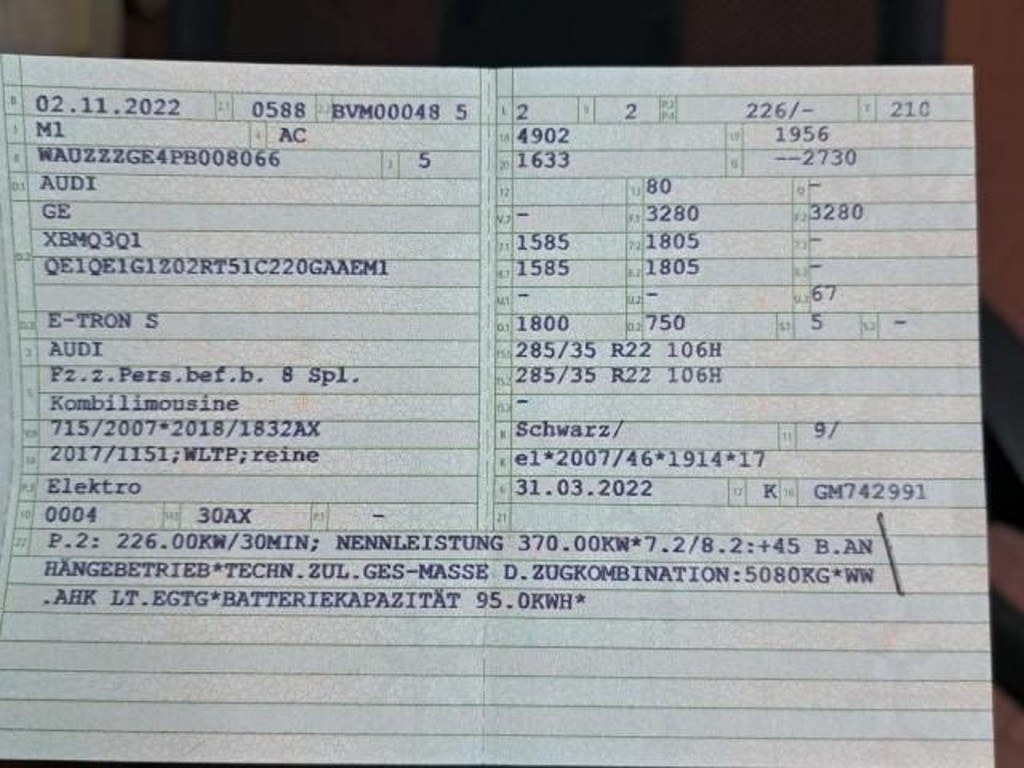 02.11.2022 0588 BVM00048 5
M1 AC
WAUZZZGE4PB008066 5
AUDI
GE
XBMQ3Q1
QE1QE1G1Z02RT51C220GAAEM1
E-TRON S
AUDI
Fz.z.Pers.bef.b. 8 Spl.
Kombilimousine
715/2007*2018/1832AX
2017/1151;WLTP;reine
Elektro
0004 30AX -
2 2 226/- 210
4902 1956
1633 --2730
- 80 -
- 3280 3280
1585 1805 -
1585 1805 -
- - 67
1800 750 5 -
285/35 R22 106H
285/35 R22 106H
-
Schwarz/ 9/
e1*2007/46*1914*17
31.03.2022 K GM742991
P.2: 226.00KW/30MIN; NENNLEISTUNG 370.00KW*7.2/8.2:+45 B.AN
HÄNGEBETRIEB*TECHN.ZUL.GES-MASSE D.ZUGKOMBINATION:5080KG*WW
.AHK LT.EGTG*BATTERIEKAPAZITÄT 95.0KWH*